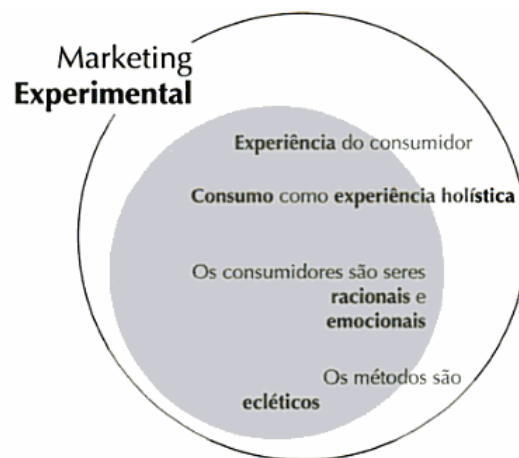 Marketing
Experimental
Experiência do consumidor
Consumo como experiência holística
Os consumidores são seres
racionais e
emocionais
Os métodos são
ecléticos